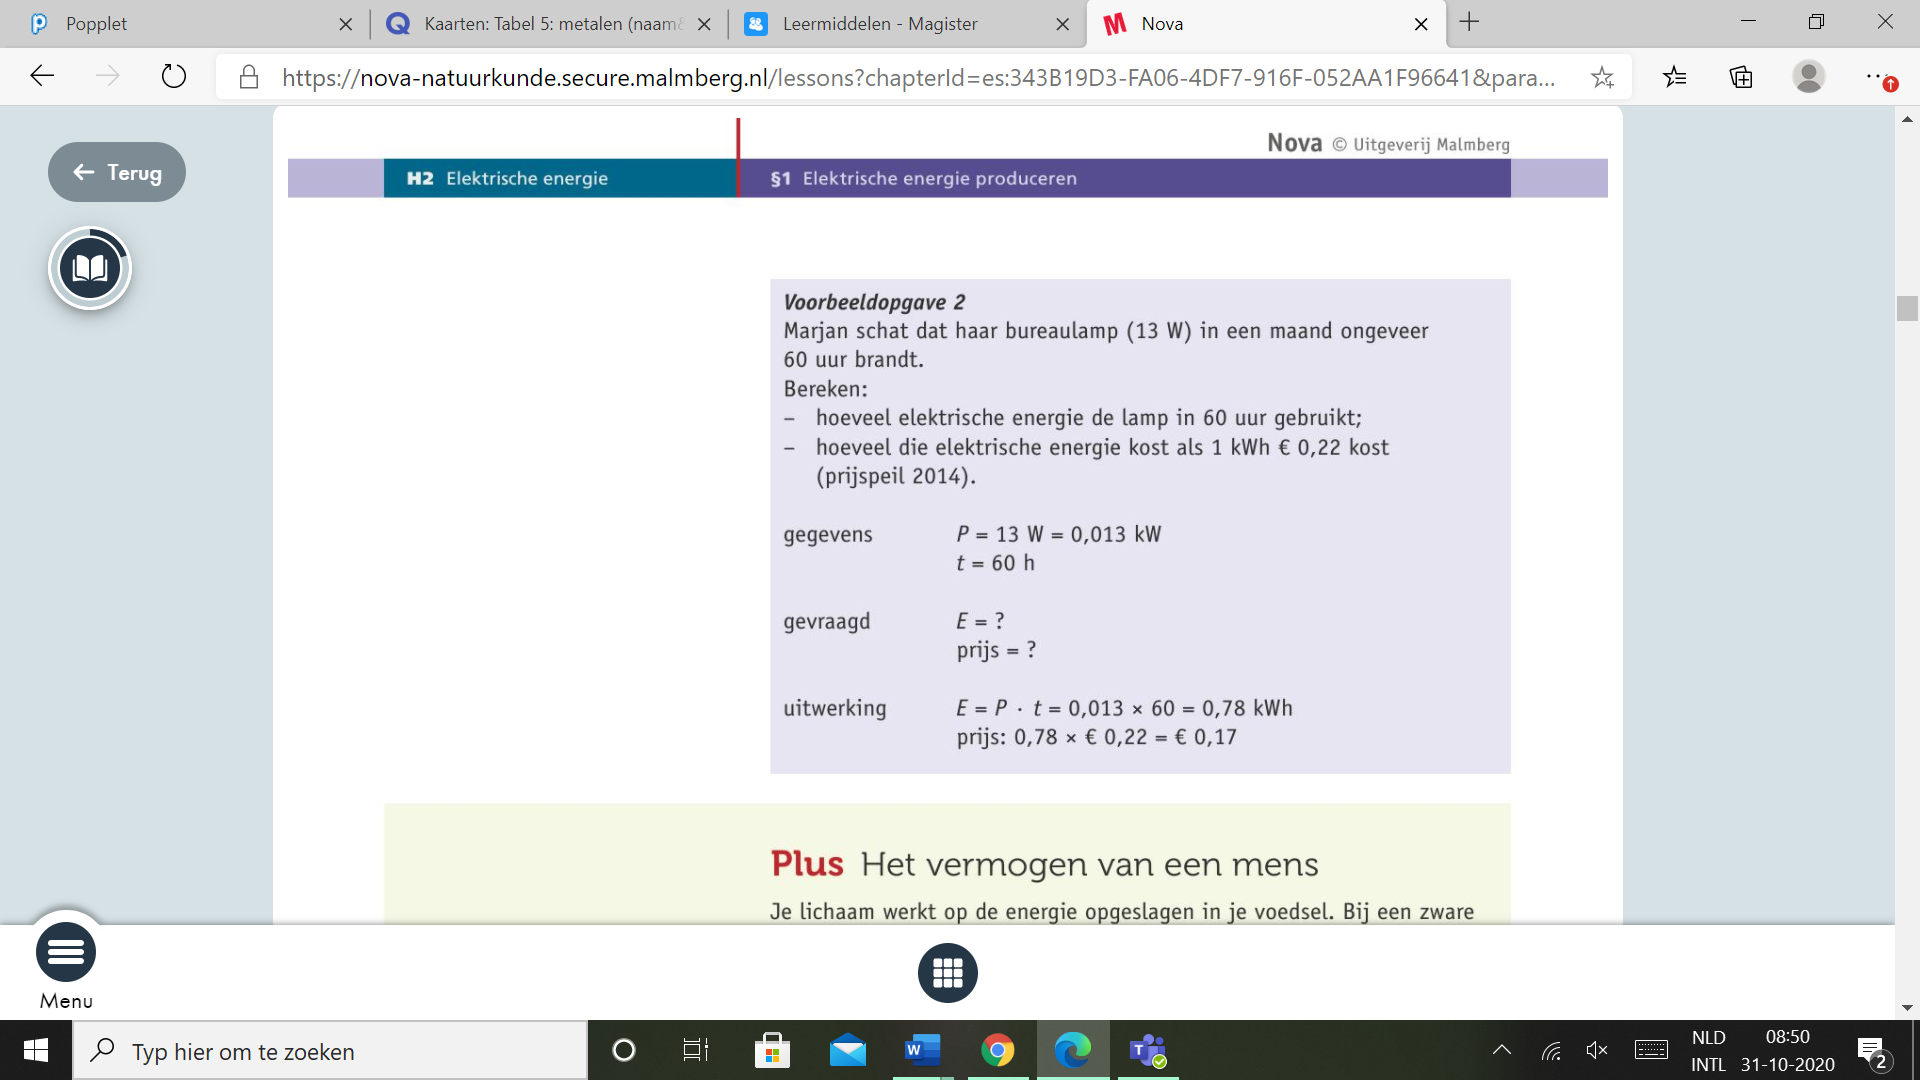 Popplet
Kaarten: Tabel 5: metalen (naam&
Leermiddelen - Magister
Nova
https://nova-natuurkunde.secure.malmberg.nl/lessons?chapterId=es:343B19D3-FA06-4DF7-916F-052AA1F96641&para...
Terug
Nova © Uitgeverij Malmberg
H2 Elektrische energie
§1 Elektrische energie produceren
Voorbeeldopgave 2
Marjan schat dat haar bureaulamp (13 W) in een maand ongeveer
60 uur brandt.
Bereken:
– hoeveel elektrische energie de lamp in 60 uur gebruikt;
– hoeveel die elektrische energie kost als 1 kWh € 0,22 kost
(prijspeil 2014).
gegevens P = 13 W = 0,013 kW
t = 60 h
gevraagd E = ?
prijs = ?
uitwerking E = P · t = 0,013 × 60 = 0,78 kWh
prijs: 0,78 × € 0,22 = € 0,17
Plus Het vermogen van een mens
Je lichaam werkt op de energie opgeslagen in je voedsel. Bij een zware
Menu
Typ hier om te zoeken
NLD
INTL
08:50
31-10-2020
2